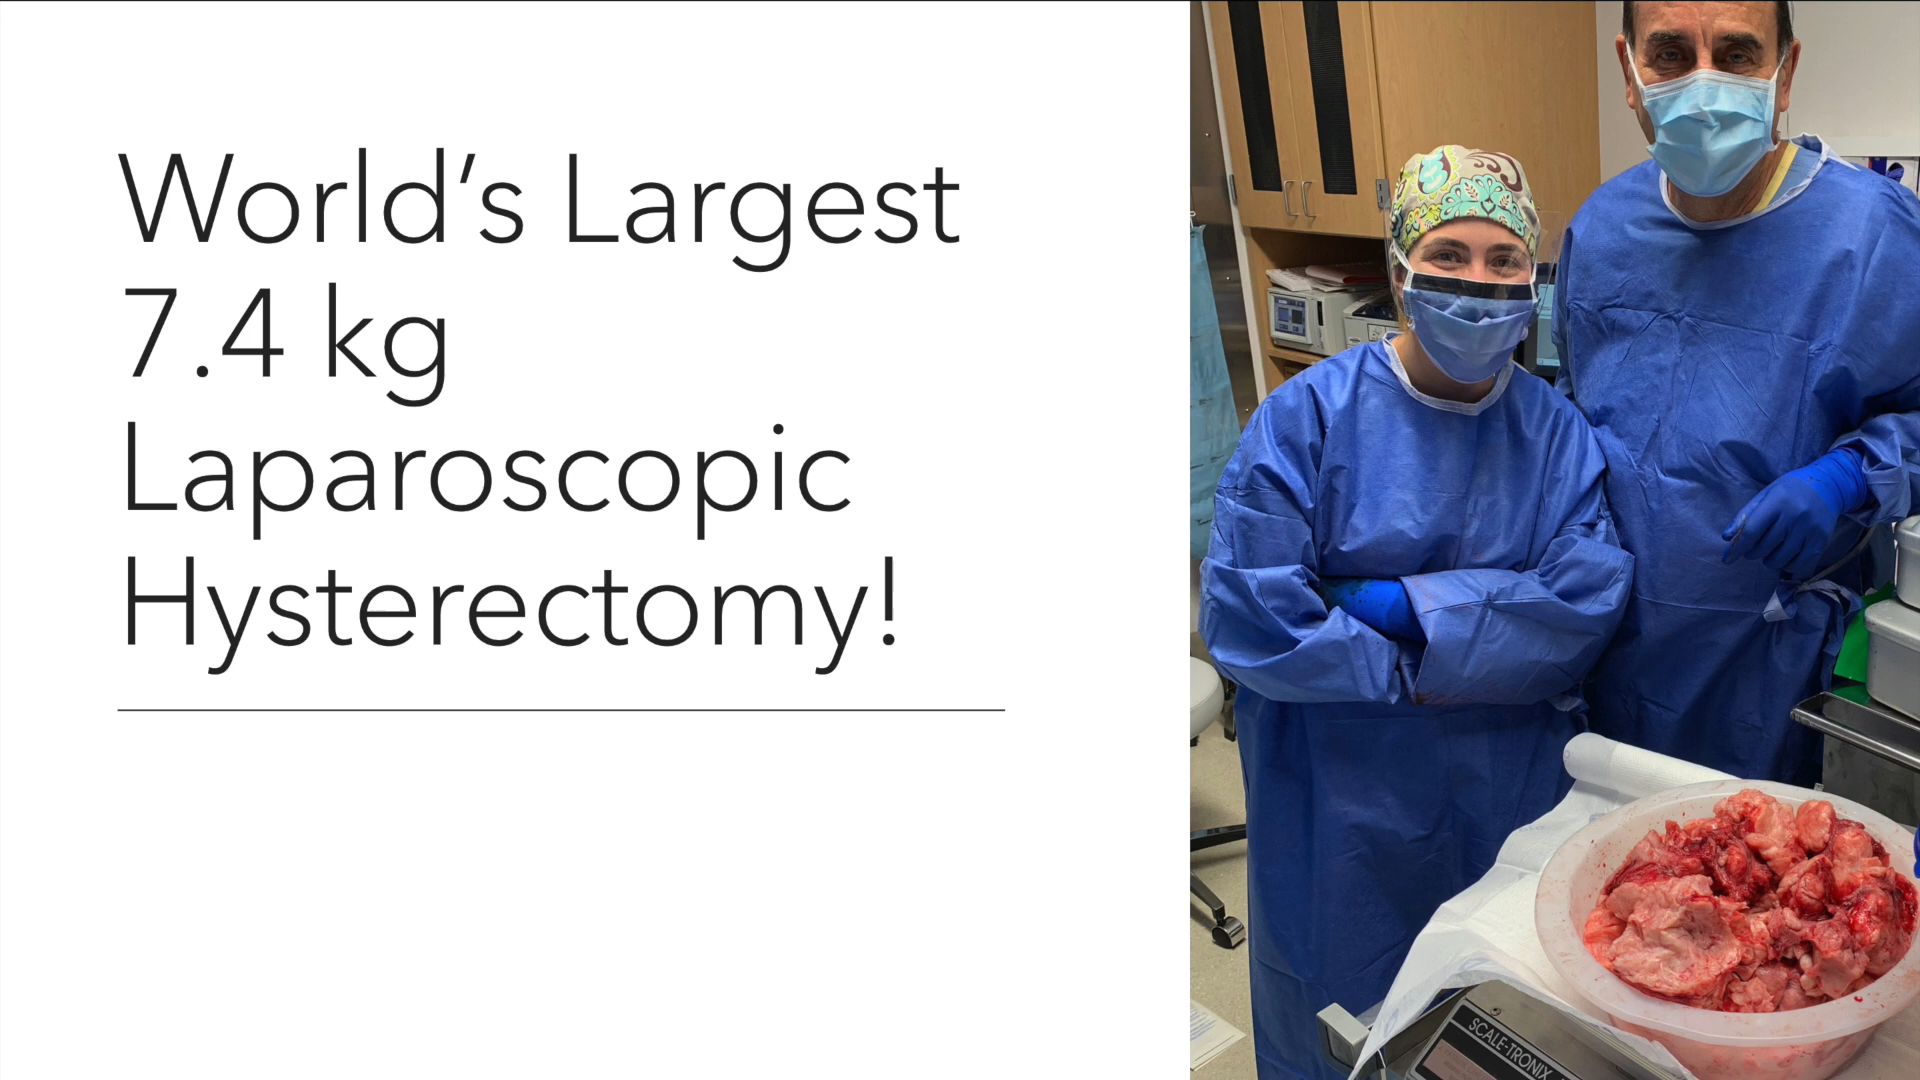 World’s Largest
7.4 kg
Laparoscopic
Hysterectomy!
SCALE-TRONIX